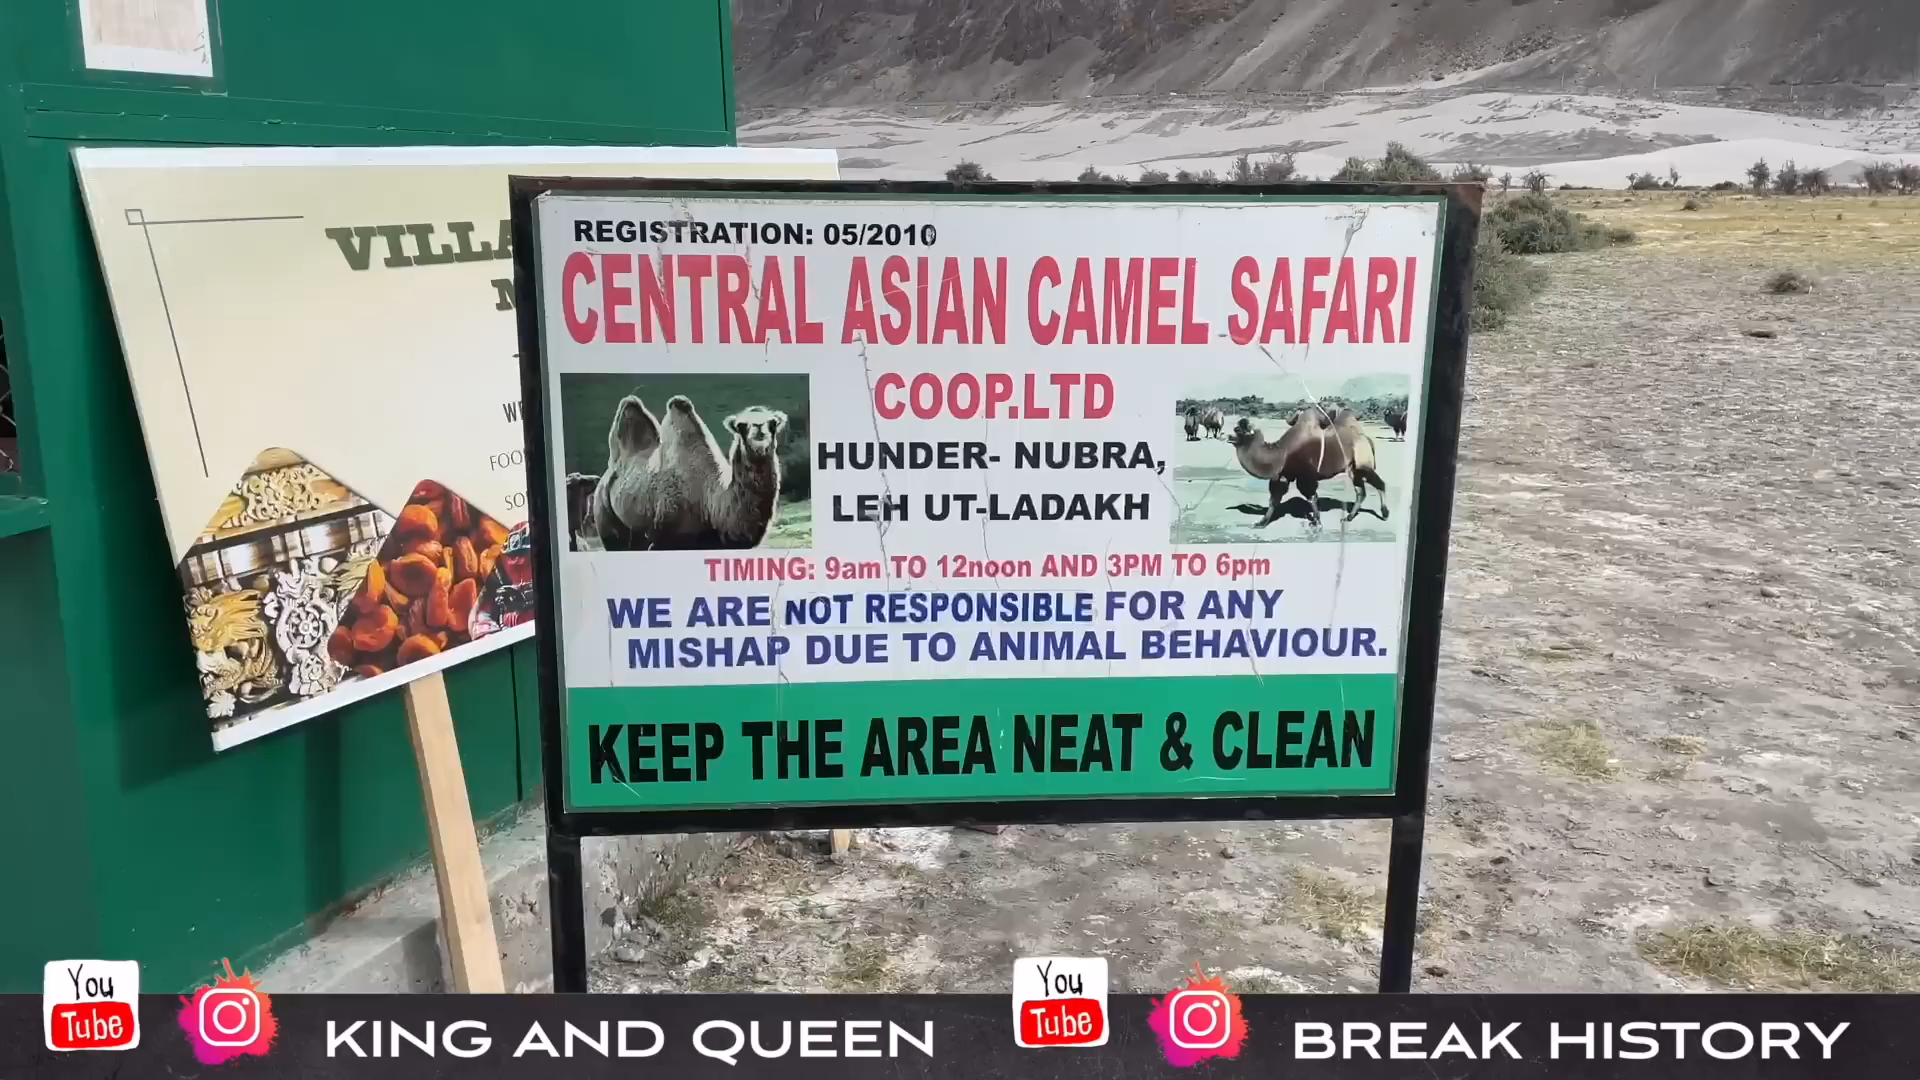 REGISTRATION: 05/2010
CENTRAL ASIAN CAMEL SAFARI
COOP.LTD
HUNDER- NUBRA,
LEH UT-LADAKH
TIMING: 9am TO 12noon AND 3PM TO 6pm
WE ARE NOT RESPONSIBLE FOR ANY
MISHAP DUE TO ANIMAL BEHAVIOUR.
KEEP THE AREA NEAT & CLEAN
You Tube
KING AND QUEEN
You Tube
BREAK HISTORY